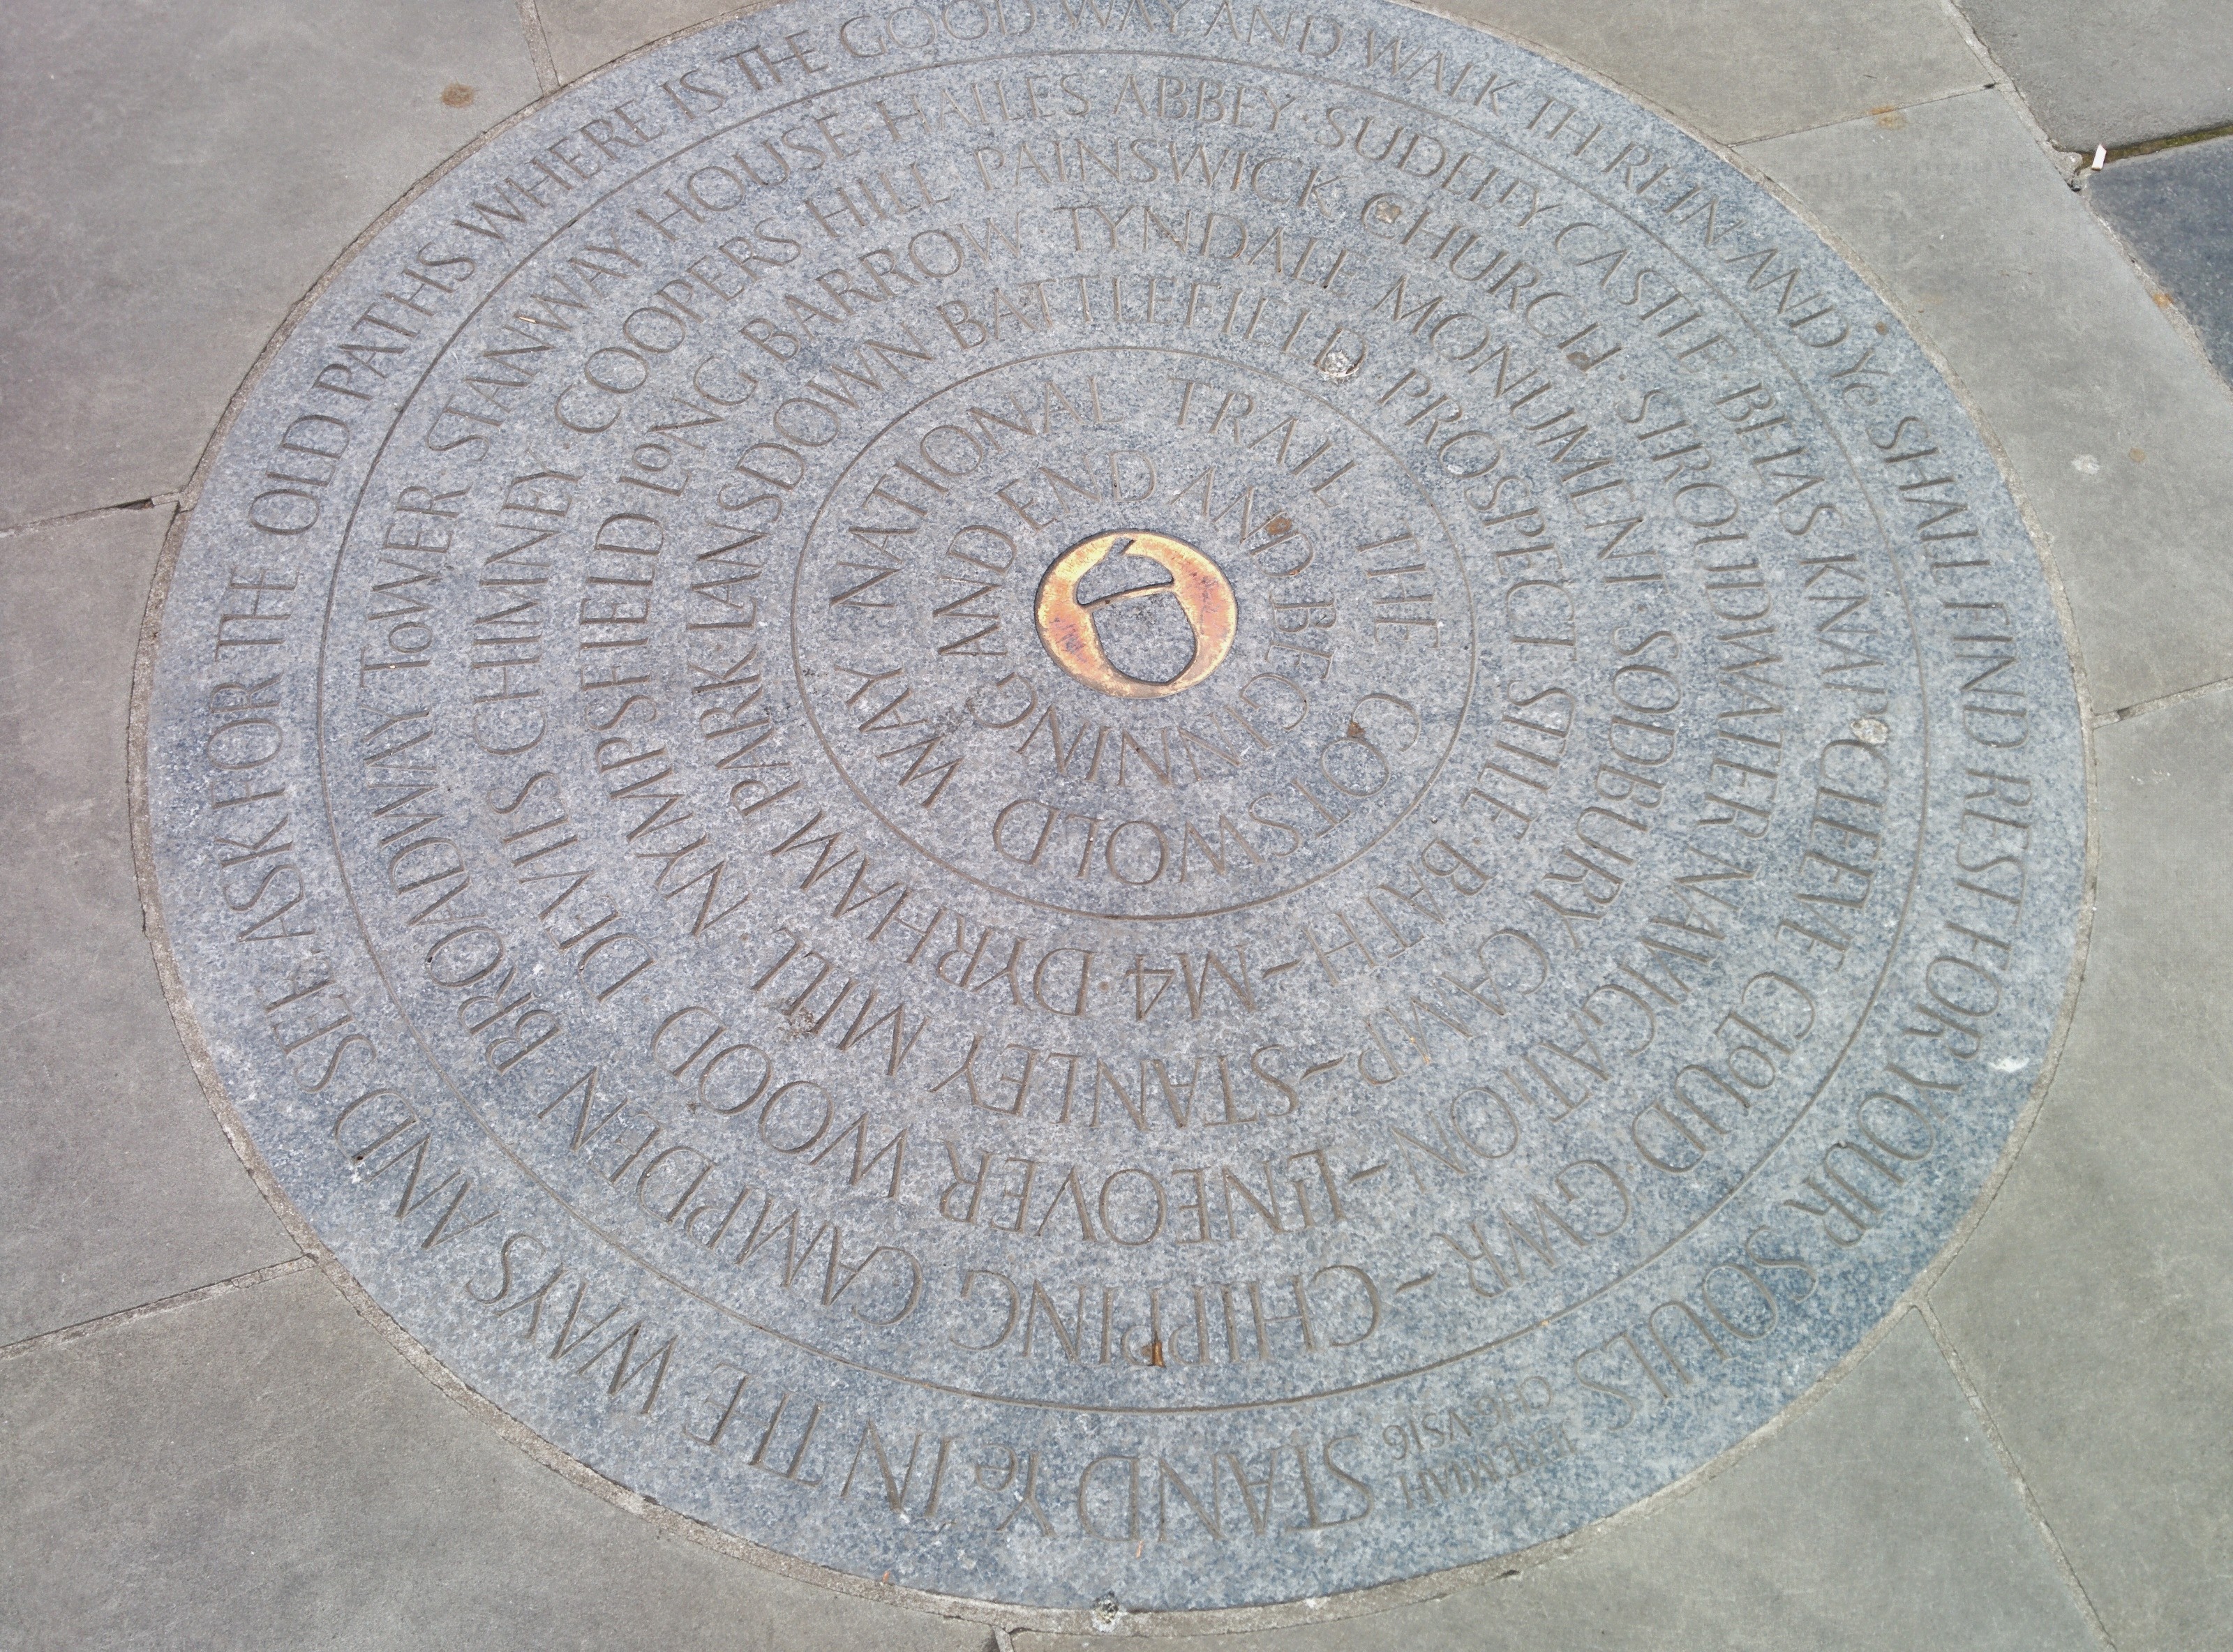 STAND Ye IN THE WAYS AND SEE ASK FOR THE OLD PATHS WHERE IS THE GOOD WAY AND WALK THEREIN AND Ye SHALL FIND REST FOR YOUR SOULS
JEREMIAH
CH6 VS16
CHIPPING CAMPDEN BROADWAY ToWER STANWAY HOUSE·HAILES ABBEY·SUDELEY CASTLE BELAS KNAP CLEEVE CLoUD GWR –
LINEOVER WOOD DEVILS CHIMNEY·COOPERS HILL PAINSWICK CHURCH·STROUDWATER NAVIGATION –
STANLEY MILL NYMPSFIELD LoNG BARROW TYNDALE MONUMENT·SODBURY CAMP –
M4·DYRHAM PARK·LANSDOWN BATTLEFIELD PROSPECT STILE BATH –
THE COTSWOLD WAY NATIONAL TRAIL
BEGINNING AND END AND